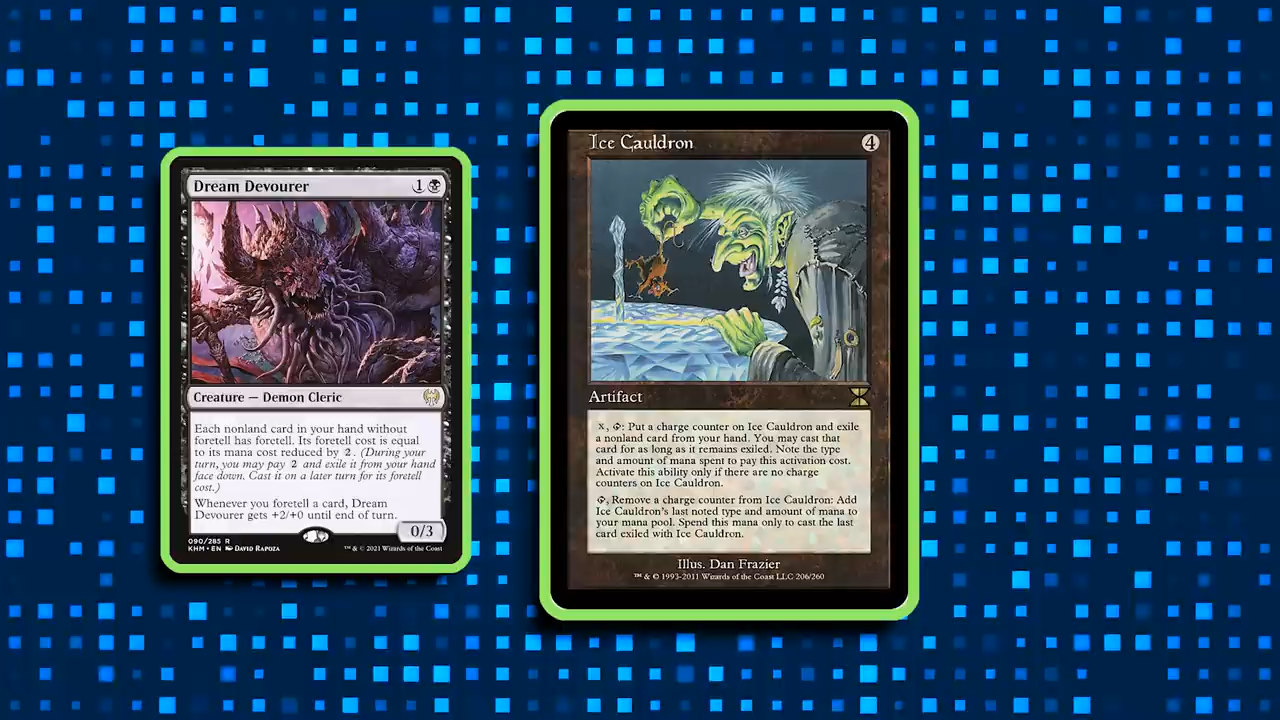 Dream Devourer 1
Creature — Demon Cleric
Each nonland card in your hand without
foretell has foretell. Its foretell cost is equal
to its mana cost reduced by 2. (During your
turn, you may pay 2 and exile it from your hand
face down. Cast it on a later turn for its foretell
cost.)
Whenever you foretell a card, Dream
Devourer gets +2/+0 until end of turn.
0/3
090/285 R
KHM • EN DAVID RAPOZA
™ & © 2021 Wizards of the Coast
Ice Cauldron 4
Artifact
X, : Put a charge counter on Ice Cauldron and exile
a nonland card from your hand. You may cast that
card for as long as it remains exiled. Note the type
and amount of mana spent to pay this activation cost.
Activate this ability only if there are no charge
counters on Ice Cauldron.
, Remove a charge counter from Ice Cauldron: Add
Ice Cauldron's last noted type and amount of mana to
your mana pool. Spend this mana only to cast the last
card exiled with Ice Cauldron.
Illus. Dan Frazier
™ & © 1993-2011 Wizards of the Coast LLC 206/260